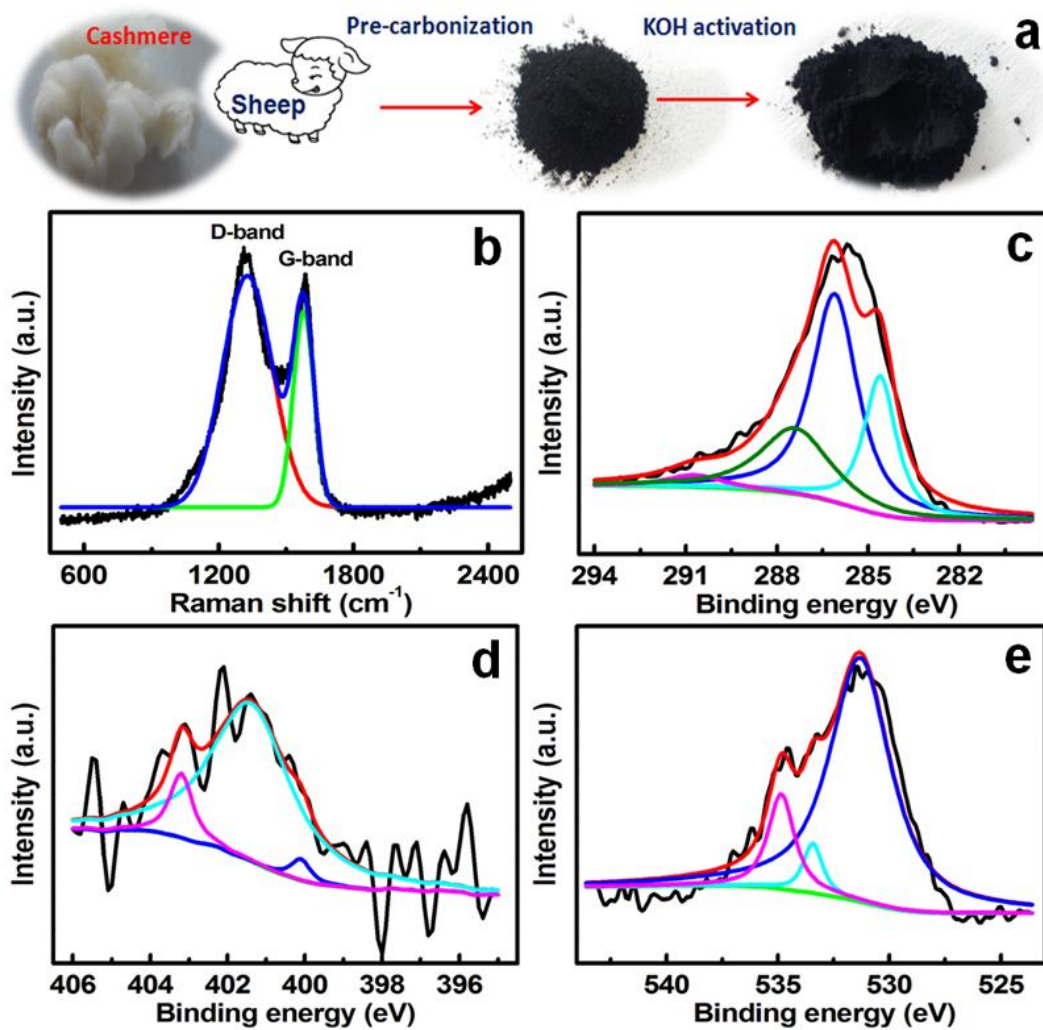 Cashmere
Sheep
Pre-carbonization
KOH activation
a
b
D-band
G-band
Intensity (a.u.)
600 1200 1800 2400
Raman shift (cm⁻¹)
c
Intensity (a.u.)
294 291 288 285 282
Binding energy (eV)
d
Intensity (a.u.)
406 404 402 400 398 396
Binding energy (eV)
e
Intensity (a.u.)
540 535 530 525
Binding energy (eV)